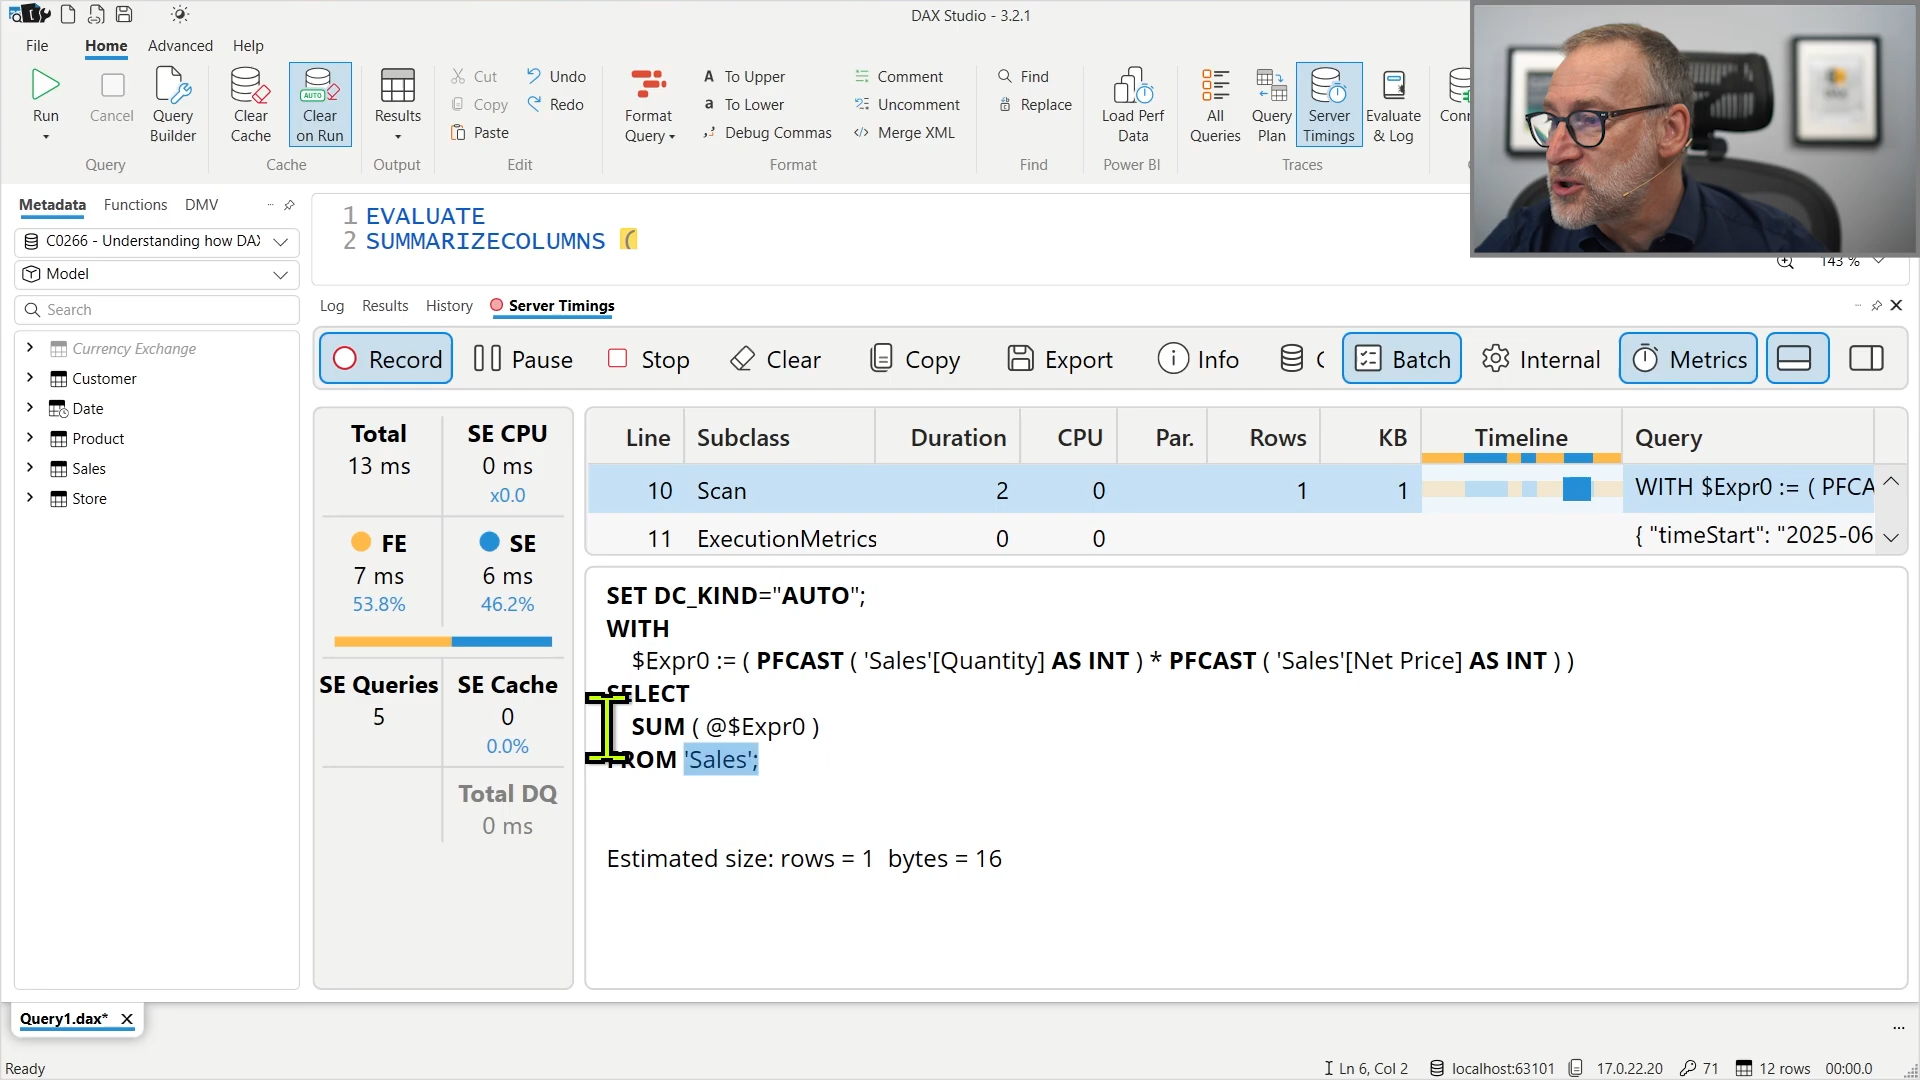 DAX Studio - 3.2.1
File Home Advanced Help
Run
Cancel
Query Builder
Query
Clear Cache
AUTO
Clear on Run
Cache
Results
Output
Cut
Copy
Paste
Undo
Redo
Edit
Format Query
To Upper
To Lower
Debug Commas
Comment
Uncomment
Merge XML
Format
Find
Replace
Find
Load Perf Data
Power BI
All Queries
Query Plan
Server Timings
Evaluate & Log
Traces
Metadata Functions DMV
C0266 - Understanding how DAX
Model
Search
Currency Exchange
Customer
Date
Product
Sales
Store
1 EVALUATE
2 SUMMARIZECOLUMNS (
143 %
Log Results History Server Timings
Record Pause Stop Clear Copy Export Info Batch Internal Metrics
Total SE CPU
13 ms 0 ms
x0.0
FE SE
7 ms 6 ms
53.8% 46.2%
SE Queries SE Cache
5 0
0.0%
Total DQ
0 ms
Line Subclass Duration CPU Par. Rows KB Timeline Query
10 Scan 2 0 1 1 WITH $Expr0 := ( PFCA
11 ExecutionMetrics 0 0 { "timeStart": "2025-06
SET DC_KIND="AUTO";
WITH
$Expr0 := ( PFCAST ( 'Sales'[Quantity] AS INT ) * PFCAST ( 'Sales'[Net Price] AS INT ) )
SELECT
SUM ( @$Expr0 )
FROM 'Sales';
Estimated size: rows = 1 bytes = 16
Query1.dax*
Ready
Ln 6, Col 2 localhost:63101 17.0.22.20 71 12 rows 00:00.0